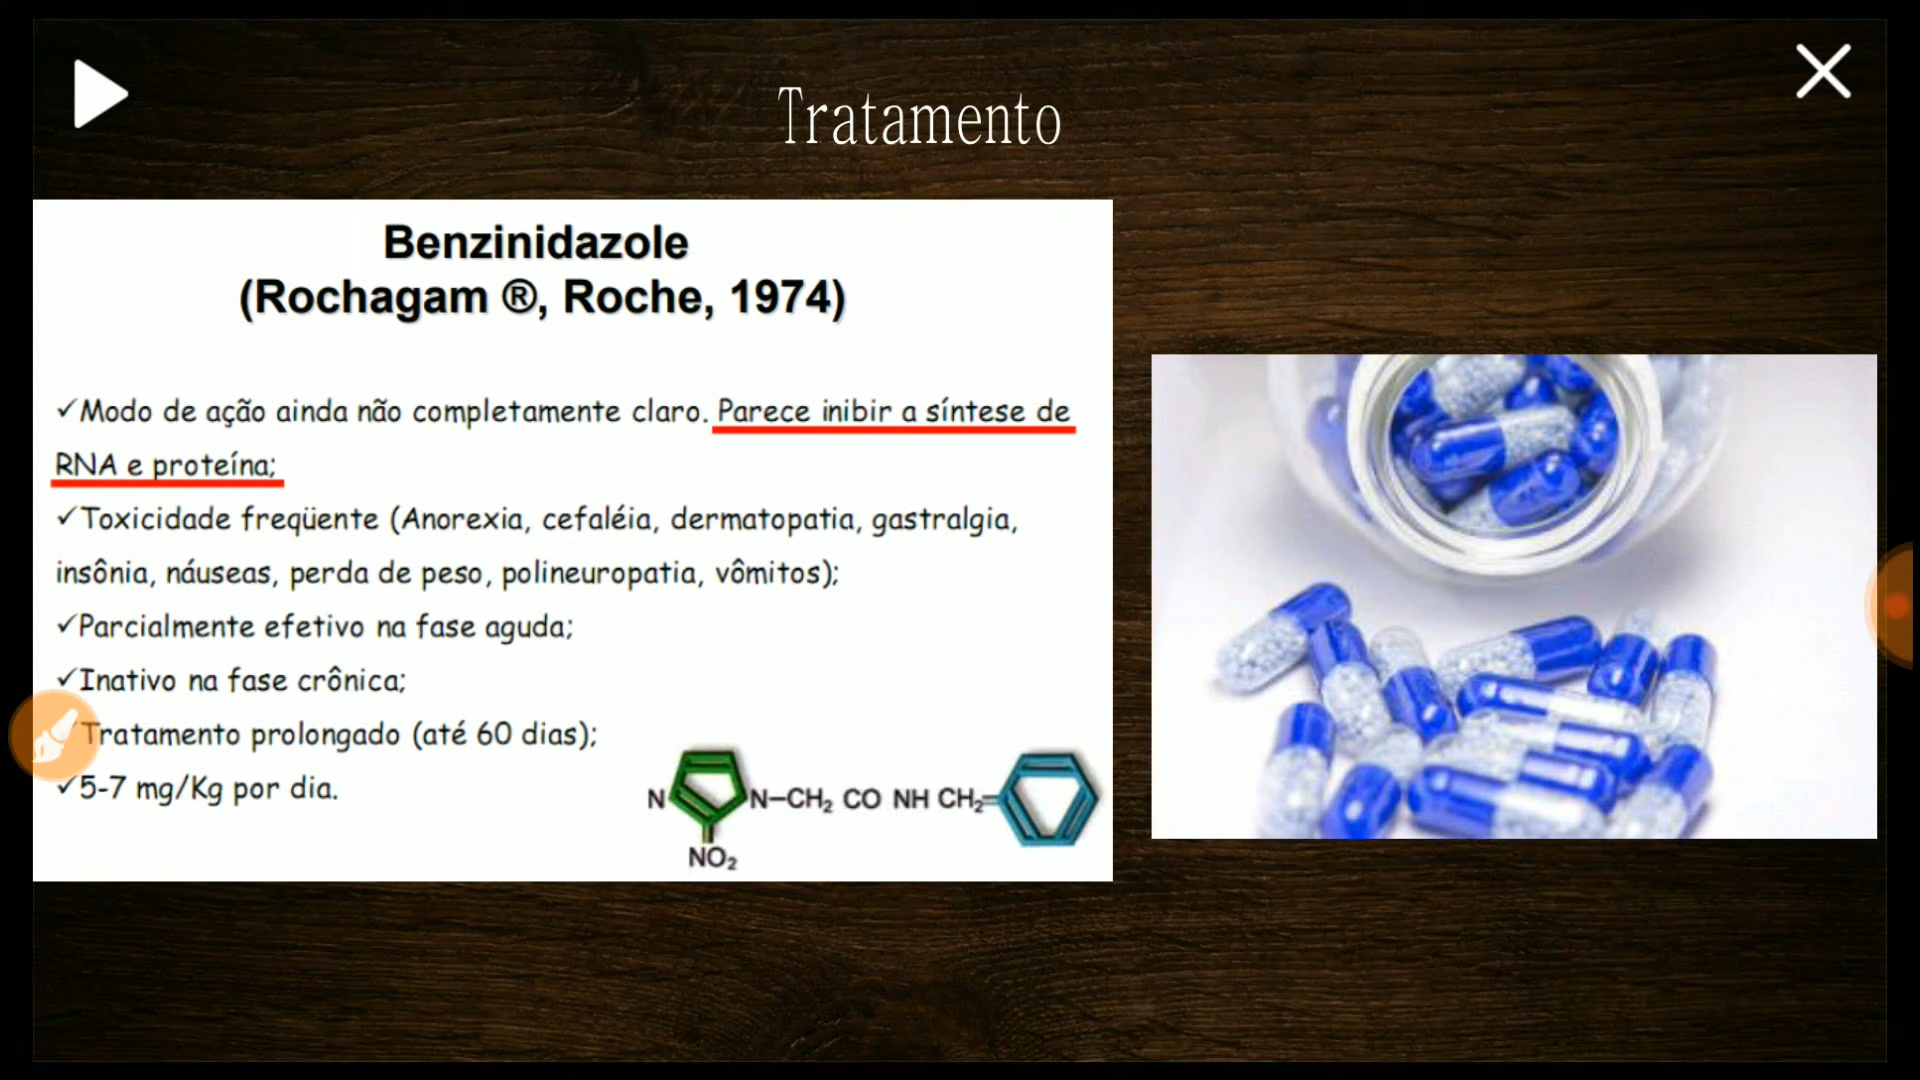 Tratamento
Benzinidazole
(Rochagam ®, Roche, 1974)
✓Modo de ação ainda não completamente claro. Parece inibir a síntese de
RNA e proteína;
✓Toxicidade freqüente (Anorexia, cefaléia, dermatopatia, gastralgia,
insônia, náuseas, perda de peso, polineuropatia, vômitos);
✓Parcialmente efetivo na fase aguda;
✓Inativo na fase crônica;
Tratamento prolongado (até 60 dias);
✓5-7 mg/Kg por dia.
N N–CH₂ CO NH CH₂
NO₂